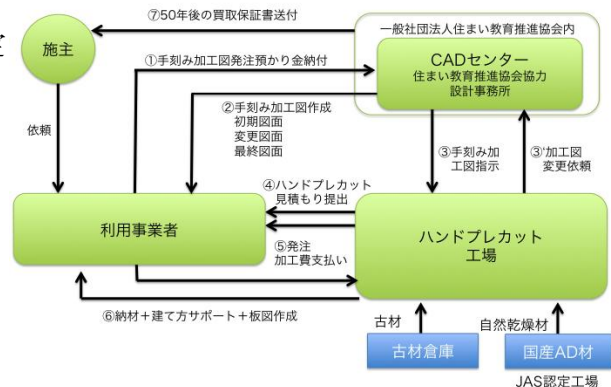 ⑦50年後の買取保証書送付
一般社団法人住まい教育推進協会内
施主
CADセンター
住まい教育推進協会協力
設計事務所
①手刻み加工図発注預かり金納付
②手刻み加工図作成
初期図面
変更図面
最終図面
依頼
③手刻み加
工図指示
③'加工図
変更依頼
④ハンドプレカット
見積もり提出
利用事業者
ハンドプレカット
工場
⑤発注
加工費支払い
⑥納材+建て方サポート+板図作成
古材
自然乾燥材
古材倉庫
国産AD材
JAS認定工場